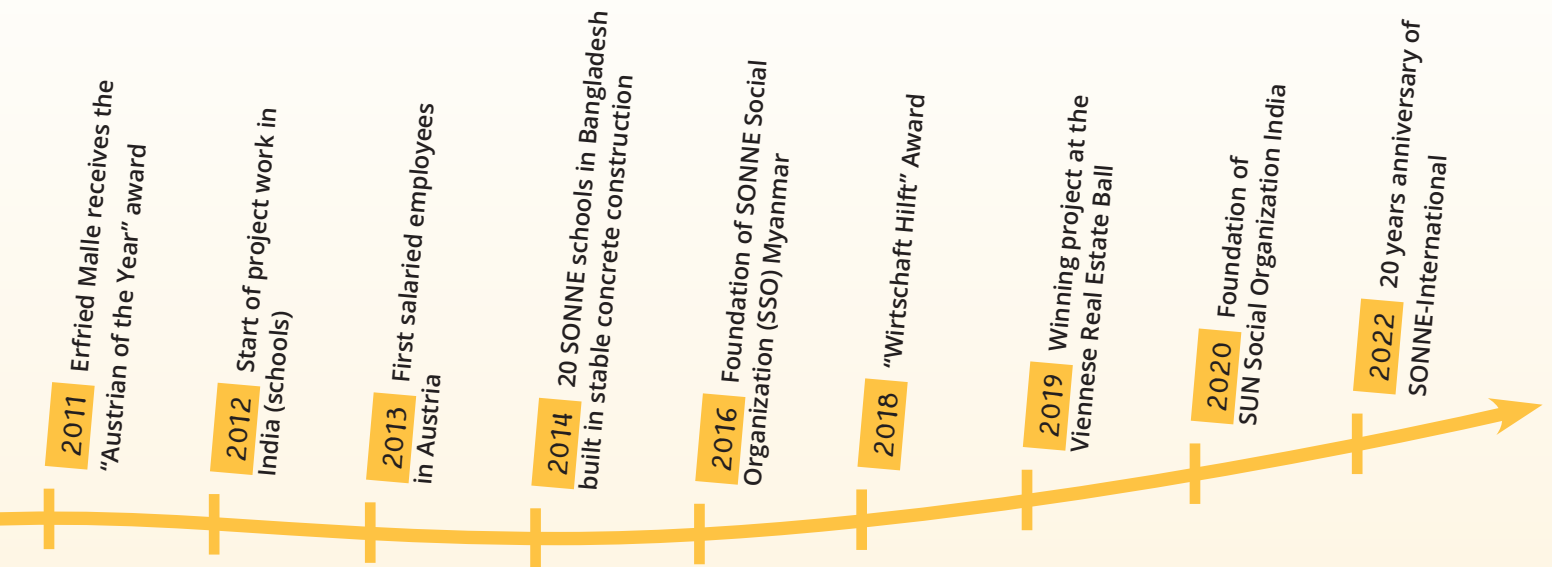 2011 Erfried Malle receives the
“Austrian of the Year” award
2012 Start of project work in
India (schools)
2013 First salaried employees
in Austria
2014 20 SONNE schools in Bangladesh
built in stable concrete construction
2016 Foundation of SONNE Social
Organization (SSO) Myanmar
2018 “Wirtschaft Hilft” Award
2019 Winning project at the
Viennese Real Estate Ball
2020 Foundation of
SUN Social Organization India
2022 20 years anniversary of
SONNE-International